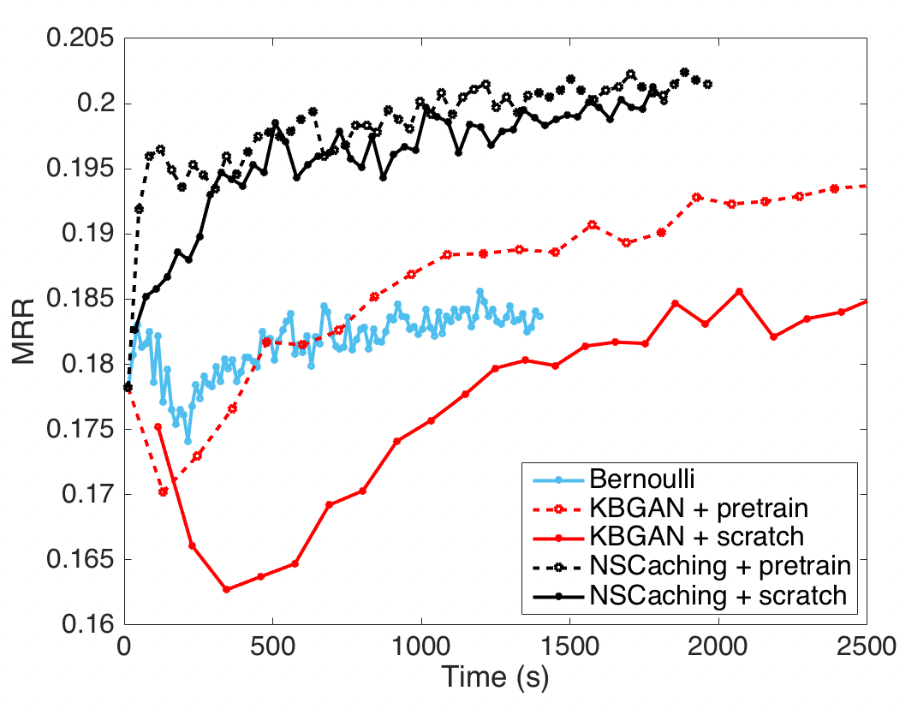 0.205
0.2
0.195
0.19
0.185
0.18
0.175
0.17
0.165
0.16
MRR
0 500 1000 1500 2000 2500
Time (s)
Bernoulli
KBGAN + pretrain
KBGAN + scratch
NSCaching + pretrain
NSCaching + scratch